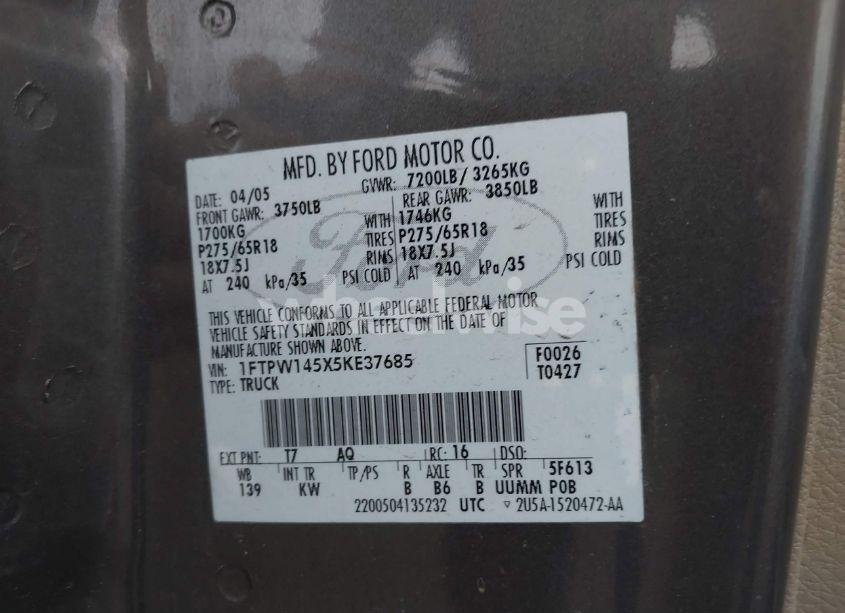 MFD. BY FORD MOTOR CO.
DATE: 04/05 GVWR: 7200LB/ 3265KG
FRONT GAWR: 3750LB REAR GAWR: 3850LB
1700KG WITH 1746KG WITH
P275/65R18 TIRES P275/65R18 TIRES
18X7.5J RIMS 18X7.5J RIMS
AT 240 kPa/35 PSI COLD AT 240 kPa/35 PSI COLD
Ford
THIS VEHICLE CONFORMS TO ALL APPLICABLE FEDERAL MOTOR
VEHICLE SAFETY STANDARDS IN EFFECT ON THE DATE OF
MANUFACTURE SHOWN ABOVE.
VIN: 1FTPW145X5KE37685 F0026
TYPE: TRUCK T0427
EXT PNT: T7 AQ RC: 16 DSO:
WB INT TR TP/PS R AXLE TR SPR 5F613
139 KW B B6 B UUMM POB
2200504135232 UTC ▽ 2U5A-1520472-AA